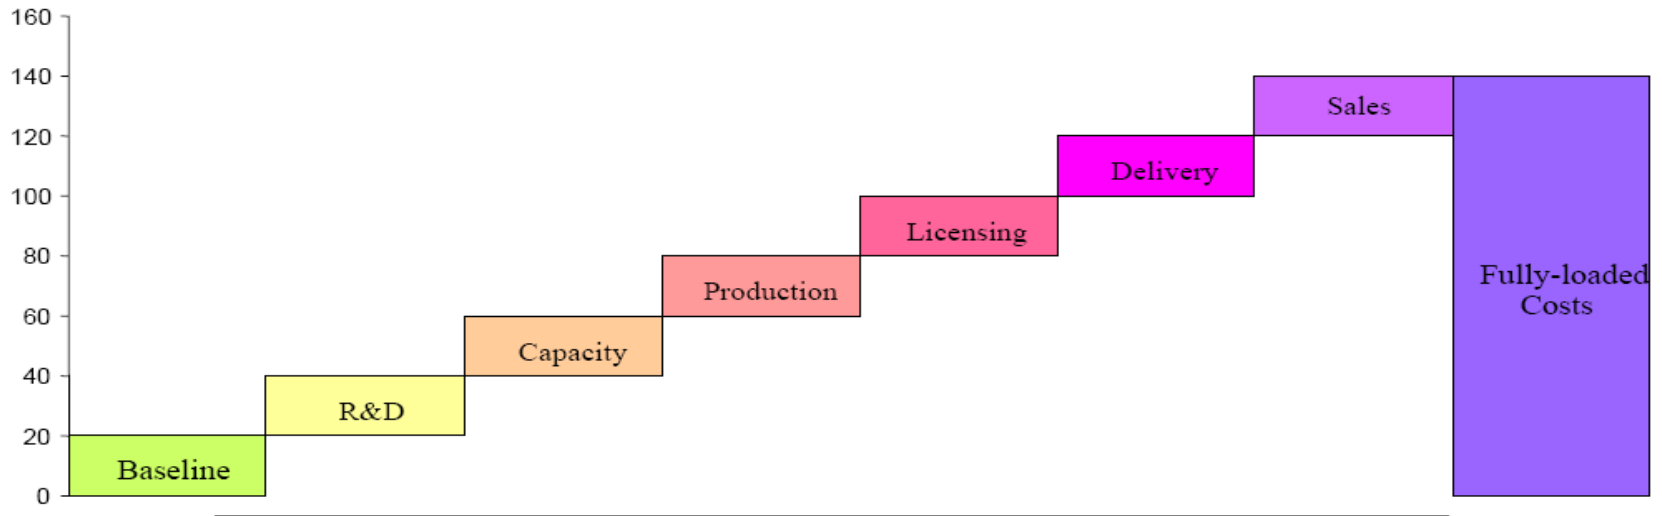 160
140
120
100
80
60
40
20
0
Baseline
R&D
Capacity
Production
Licensing
Delivery
Sales
Fully-loaded
Costs